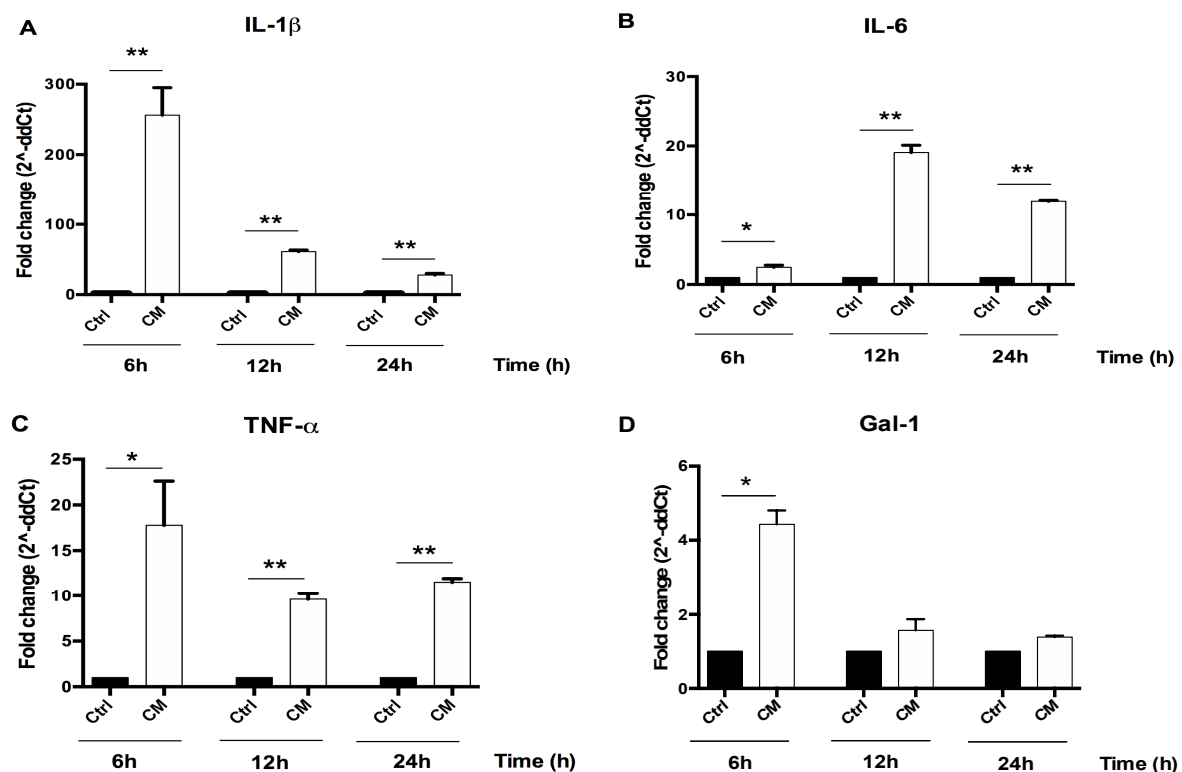 A
IL-1β
**
300
200
100
0
Fold change (2^-ddCt)
**
**
Ctrl CM Ctrl CM Ctrl CM
6h 12h 24h Time (h)
B
IL-6
30
20
10
0
Fold change (2^-ddCt)
*
**
**
Ctrl CM Ctrl CM Ctrl CM
6h 12h 24h Time (h)
C
TNF-α
25
20
15
10
5
0
Fold change (2^-ddCt)
*
**
**
Ctrl CM Ctrl CM Ctrl CM
6h 12h 24h Time (h)
D
Gal-1
6
4
2
0
Fold change (2^-ddCt)
*
Ctrl CM Ctrl CM Ctrl CM
6h 12h 24h Time (h)